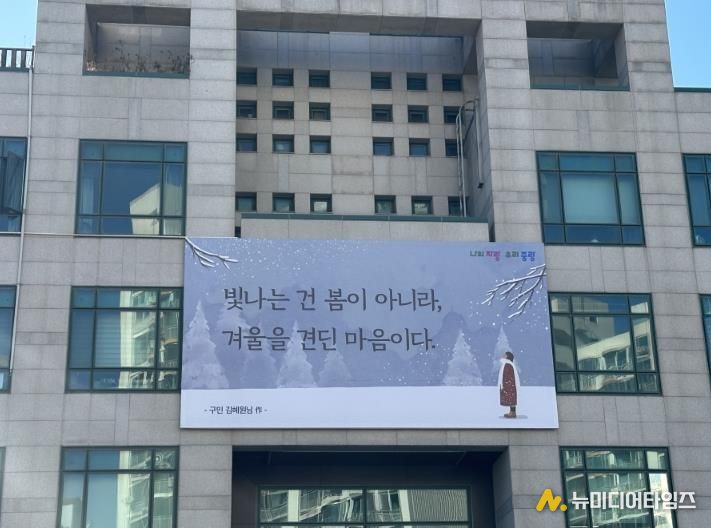 나의 자랑 우리 중랑
빛나는 건 봄이 아니라,
겨울을 견딘 마음이다.
- 구민 김혜원님 作 -
뉴미디어타임즈